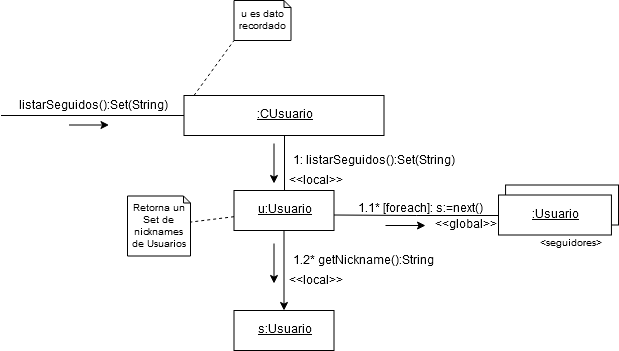 u es dato
recordado
listarSeguidos():Set(String)
:CUsuario
1: listarSeguidos():Set(String)
<<local>>
Retorna un
Set de
nicknames
de Usuarios
u:Usuario
1.1* [foreach]: s:=next()
<<global>>
:Usuario
<seguidores>
1.2* getNickname():String
<<local>>
s:Usuario